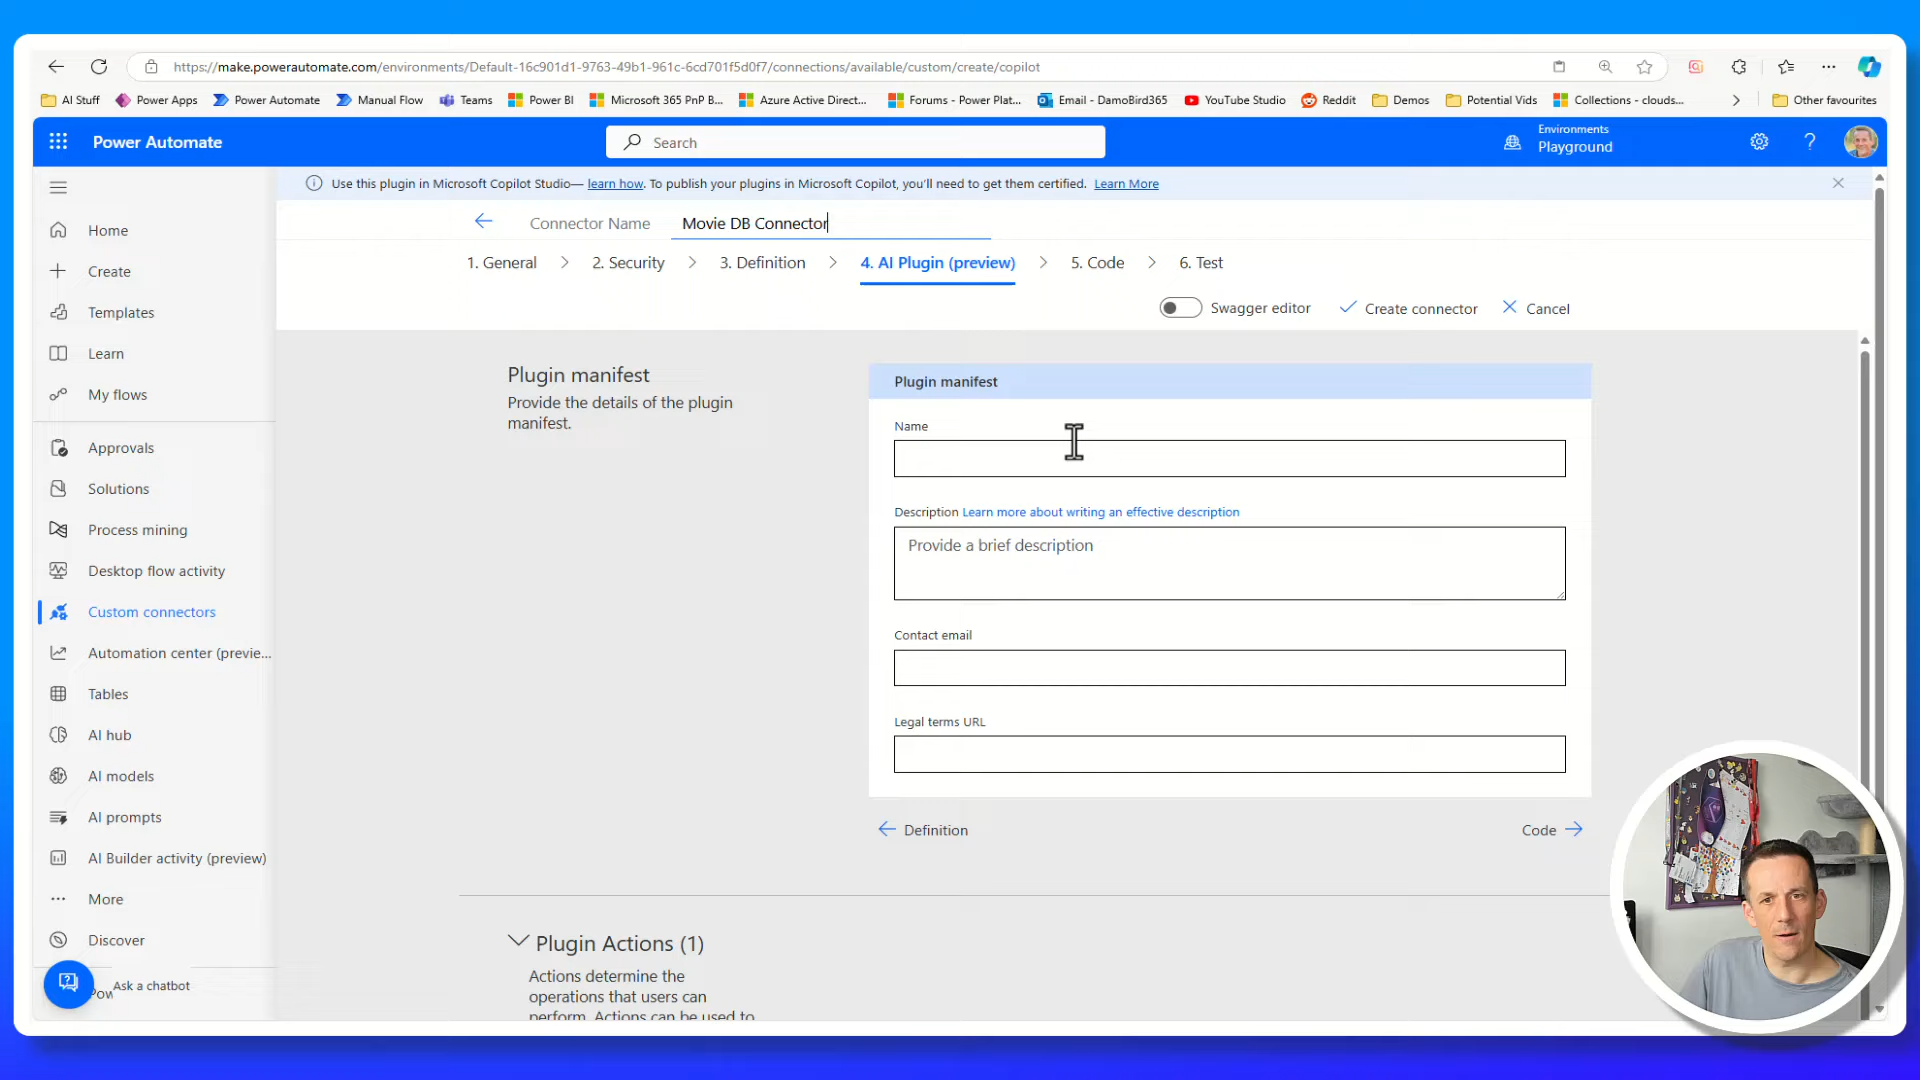 https://make.powerautomate.com/environments/Default-16c901d1-9763-49b1-961c-6cd701f5d0f7/connections/available/custom/create/copilot
AI Stuff Power Apps Power Automate Manual Flow Teams Power BI Microsoft 365 PnP B... Azure Active Direct... Forums - Power Plat... Email - DamoBird365 YouTube Studio Reddit Demos Potential Vids Collections - clouds... Other favourites
Power Automate
Search
Environments
Playground
Use this plugin in Microsoft Copilot Studio— learn how. To publish your plugins in Microsoft Copilot, you'll need to get them certified. Learn More
Connector Name Movie DB Connector
1. General 2. Security 3. Definition 4. AI Plugin (preview) 5. Code 6. Test
Swagger editor Create connector Cancel
Home
Create
Templates
Learn
My flows
Approvals
Solutions
Process mining
Desktop flow activity
Custom connectors
Automation center (previe...
Tables
AI hub
AI models
AI prompts
AI Builder activity (preview)
More
Discover
Pow
Ask a chatbot
Plugin manifest
Provide the details of the plugin
manifest.
Plugin manifest
Name
Description Learn more about writing an effective description
Provide a brief description
Contact email
Legal terms URL
Definition
Code
Plugin Actions (1)
Actions determine the
operations that users can
perform. Actions can be used to